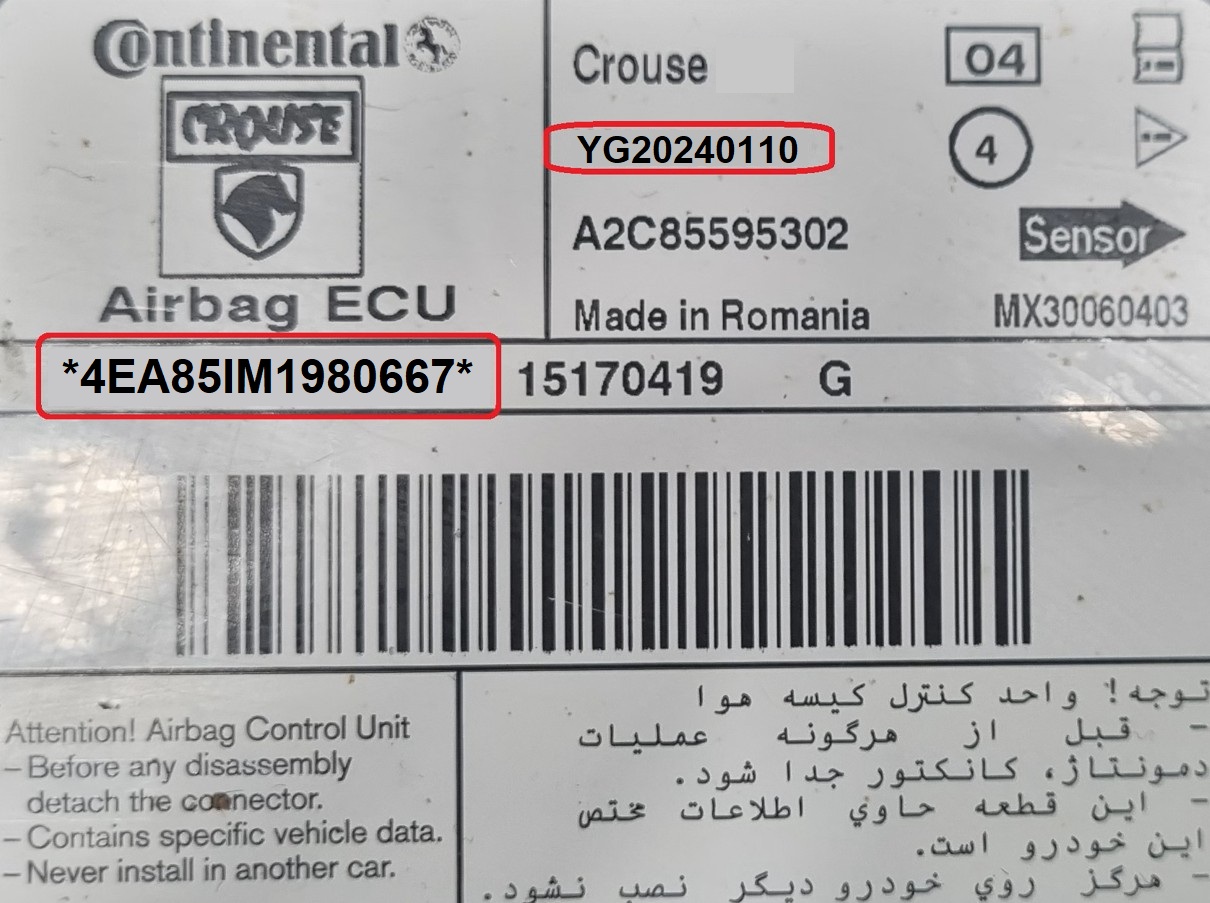 Continental
CROUSE
Airbag ECU
Crouse
YG20240110
A2C85595302
Made in Romania
04
4
Sensor
MX30060403
*4EA85IM1980667* 15170419 G
Attention! Airbag Control Unit
– Before any disassembly
detach the connector.
– Contains specific vehicle data.
– Never install in another car.
توجه! واحد کنترل کیسه هوا
- قبل از هرگونه عملیات
دمونتاژ، کانکتور جدا شود.
- این قطعه حاوي اطلاعات مختص
این خودرو است.
- هرگز روي خودرو دیگر نصب نشود.